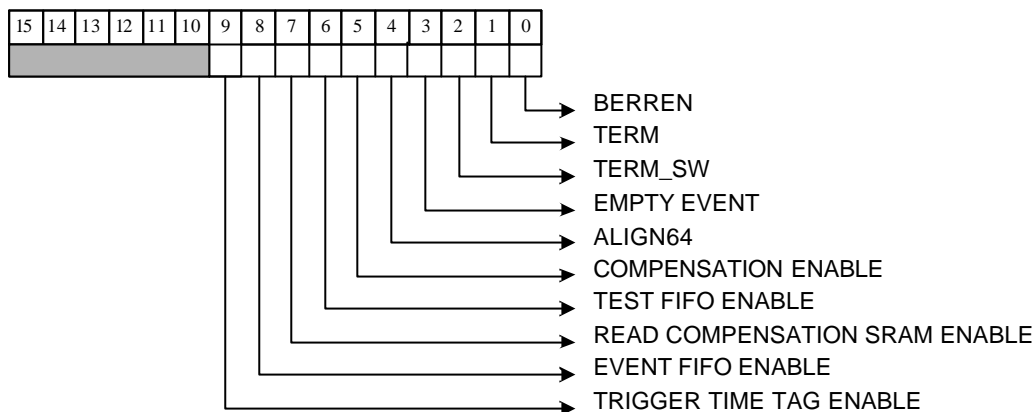 15 14 13 12 11 10 9 8 7 6 5 4 3 2 1 0
BERREN
TERM
TERM_SW
EMPTY EVENT
ALIGN64
COMPENSATION ENABLE
TEST FIFO ENABLE
READ COMPENSATION SRAM ENABLE
EVENT FIFO ENABLE
TRIGGER TIME TAG ENABLE